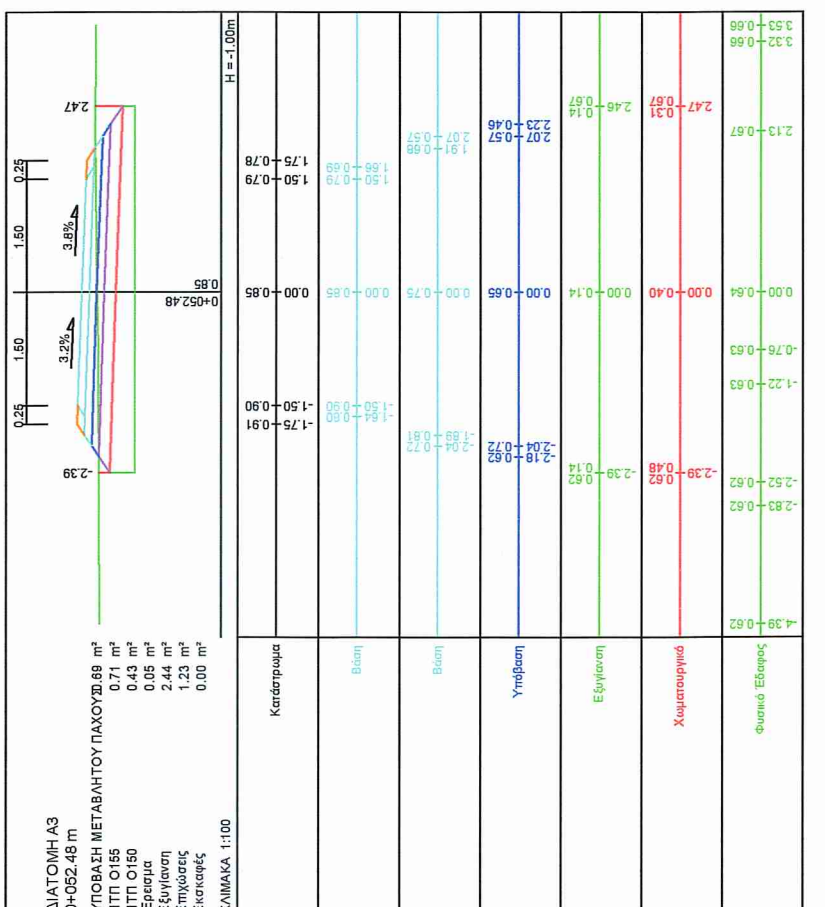 ΔΙΑΤΟΜΗ Α3
0+052.48 m
ΥΠΟΒΑΣΗ ΜΕΤΑΒΛΗΤΟΥ ΠΑΧΟΥΣ0.69 m²
ΠΤΠ Ο155 0.71 m²
ΠΤΠ Ο150 0.43 m²
Έρεισμα 0.05 m²
Εξυγίανση 2.44 m²
Επιχώσεις 1.23 m²
Εκσκαφές 0.00 m²
ΚΛΙΜΑΚΑ 1:100
0.25 1.50 1.50 0.25
3.2% 3.8%
-2.39 2.47
0+052.48 0.85
H = -1.00m
Κατάστρωμα
-1.75 0.91
-1.50 0.90
0.00 0.85
1.50 0.79
1.75 0.78
Βάση
-1.64 0.80
-1.50 0.90
0.00 0.85
1.50 0.79
1.66 0.69
Βάση
-2.04 0.72
-1.89 0.81
0.00 0.75
1.91 0.68
2.07 0.57
Υπόβαση
-2.18 0.62
-2.04 0.72
0.00 0.65
2.07 0.57
2.23 0.46
Εξυγίανση
-2.39 0.62 0.14
0.00 0.14
2.46 0.14 0.67
Χωματουργικά
-2.39 0.62 0.48
0.00 0.40
2.47 0.31 0.67
Φυσικό Έδαφος
-4.39 0.62
-2.83 0.62
-2.52 0.62
-1.22 0.63
-0.76 0.63
0.00 0.64
2.13 0.67
3.32 0.66
3.53 0.66